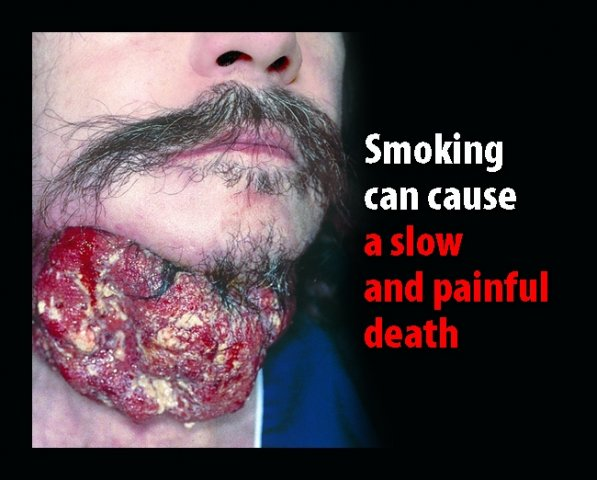 Smoking
can cause
a slow
and painful
death